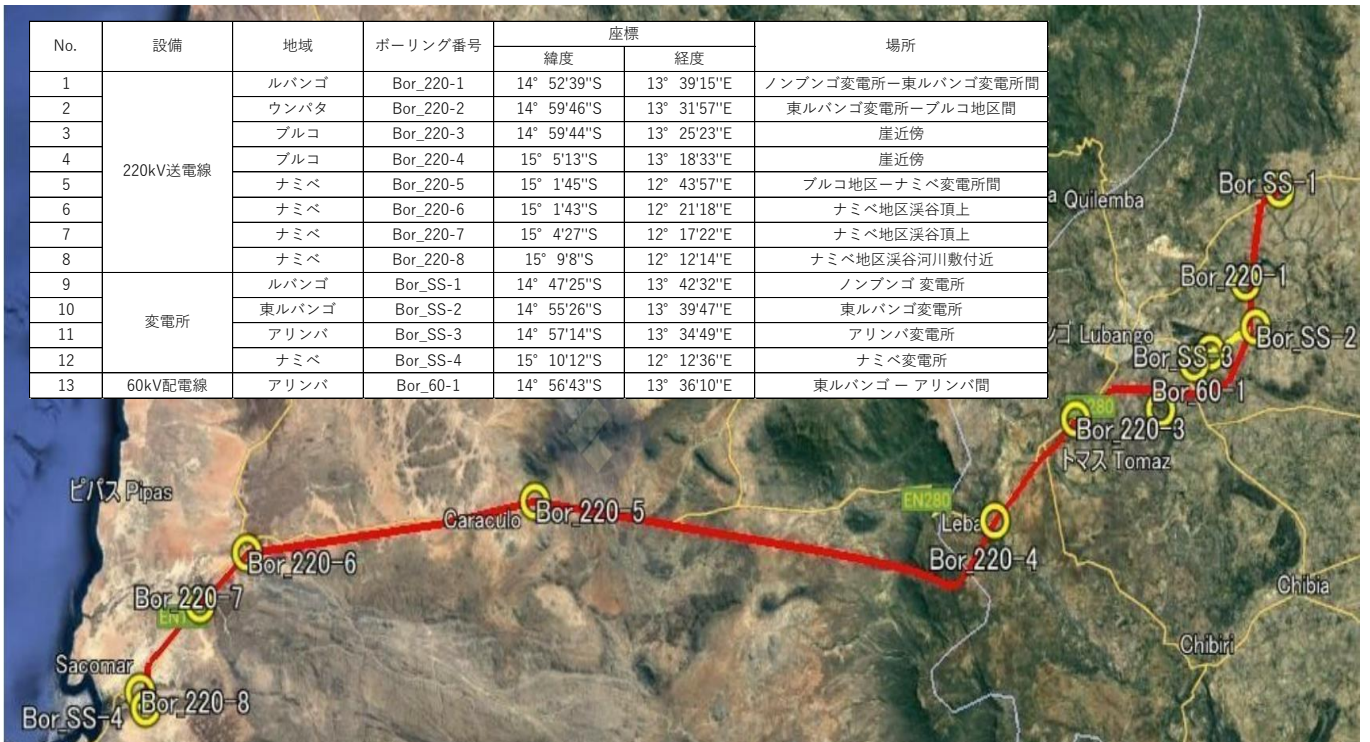 No. 設備 地域 ボーリング番号 座標 場所
緯度 経度
1 220kV送電線 ルバンゴ Bor_220-1 14° 52'39"S 13° 39'15"E ノンブンゴ変電所ー東ルバンゴ変電所間
2 ウンパタ Bor_220-2 14° 59'46"S 13° 31'57"E 東ルバンゴ変電所ーブルコ地区間
3 ブルコ Bor_220-3 14° 59'44"S 13° 25'23"E 崖近傍
4 ブルコ Bor_220-4 15° 5'13"S 13° 18'33"E 崖近傍
5 ナミベ Bor_220-5 15° 1'45"S 12° 43'57"E ブルコ地区ーナミベ変電所間
6 ナミベ Bor_220-6 15° 1'43"S 12° 21'18"E ナミベ地区渓谷頂上
7 ナミベ Bor_220-7 15° 4'27"S 12° 17'22"E ナミベ地区渓谷頂上
8 ナミベ Bor_220-8 15° 9'8"S 12° 12'14"E ナミベ地区渓谷河川敷付近
9 変電所 ルバンゴ Bor_SS-1 14° 47'25"S 13° 42'32"E ノンブンゴ 変電所
10 東ルバンゴ Bor_SS-2 14° 55'26"S 13° 39'47"E 東ルバンゴ変電所
11 アリンバ Bor_SS-3 14° 57'14"S 13° 34'49"E アリンバ変電所
12 ナミベ Bor_SS-4 15° 10'12"S 12° 12'36"E ナミベ変電所
13 60kV配電線 アリンバ Bor_60-1 14° 56'43"S 13° 36'10"E 東ルバンゴ ー アリンバ間
Bor_SS-1
a Quilemba
Bor_220-1
ゴ Lubango
Bor_SS-2
Bor_SS-3
Bor_60-1
280
Bor_220-3
トマス Tomaz
ピパス Pipas
EN280
Caraculo
Bor_220-5
Leba
Bor_220-4
Bor_220-6
Chibia
Bor_220-7
EN1
Chibiri
Sacomar
Bor_220-8
Bor_SS-4